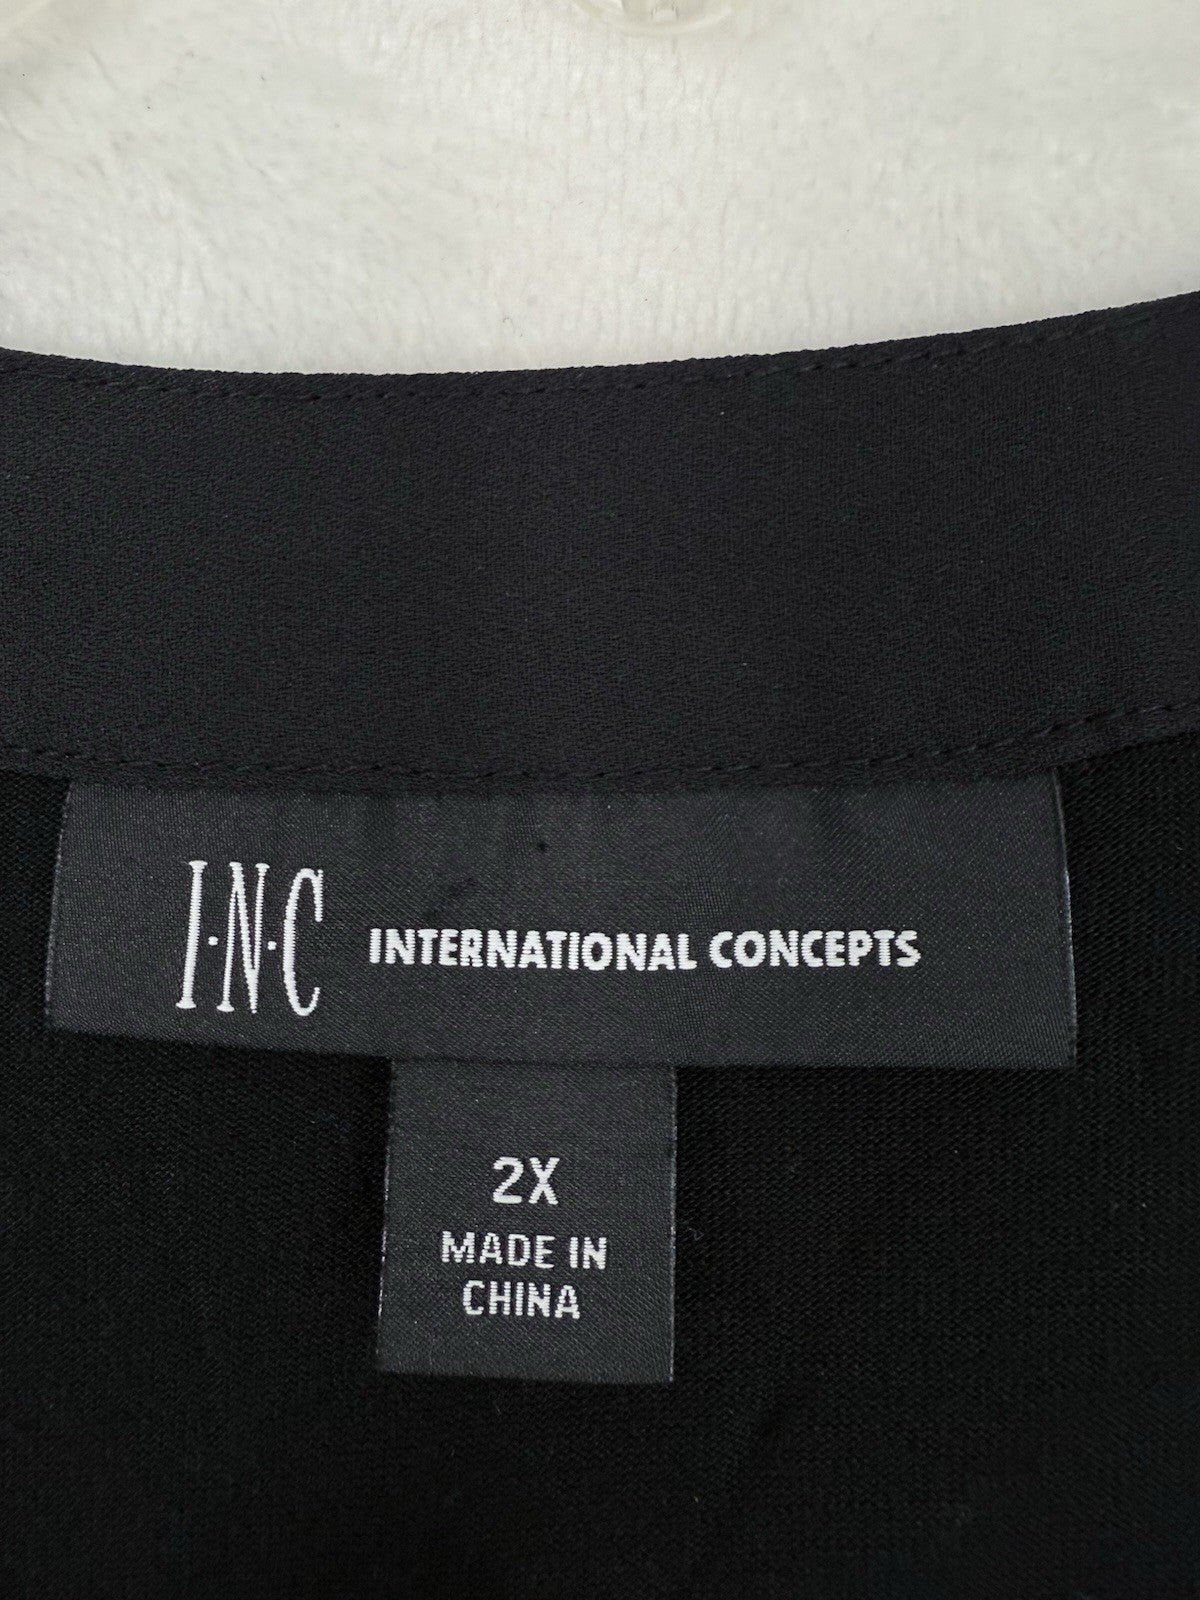 I·N·C INTERNATIONAL CONCEPTS
2X
MADE IN
CHINA